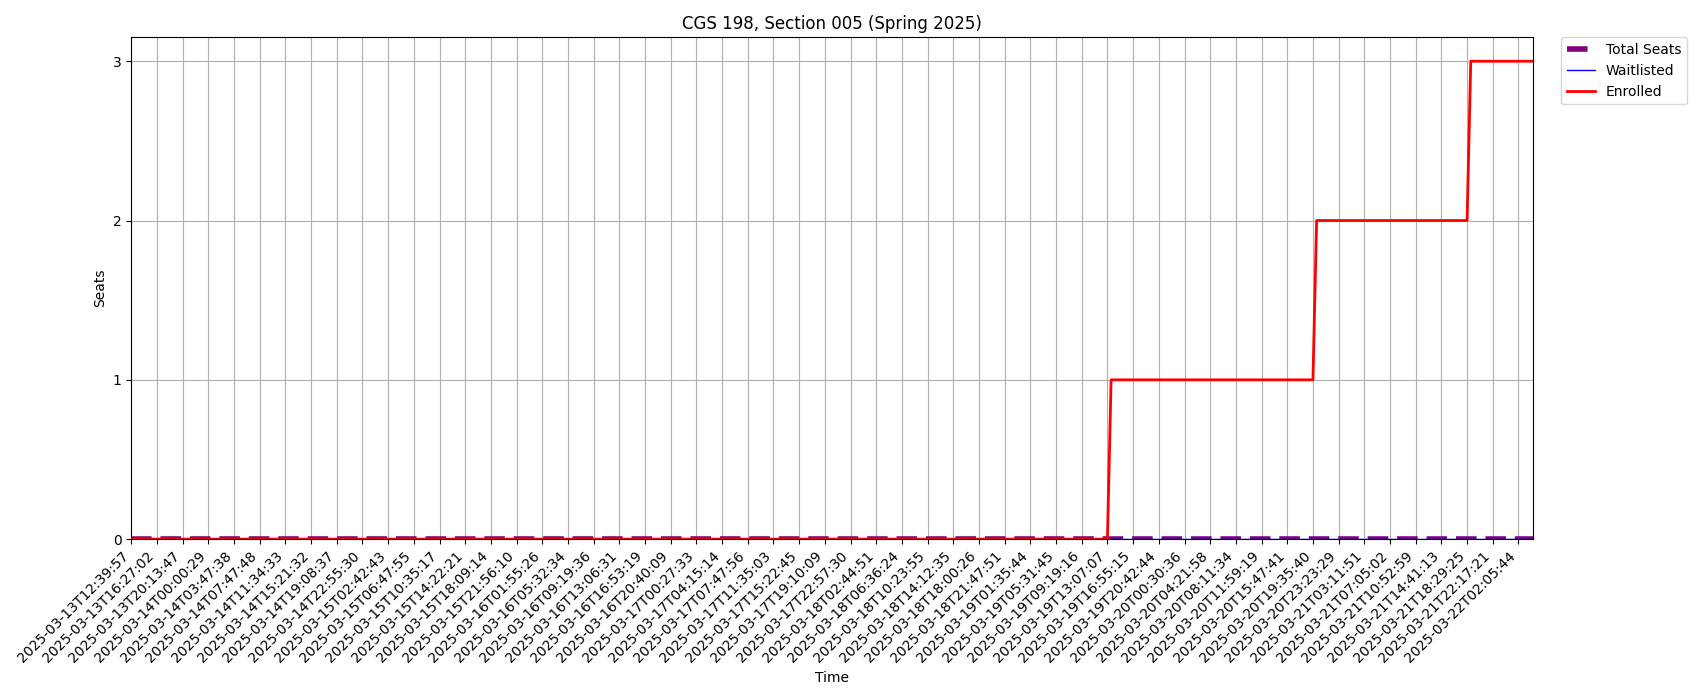 CGS 198, Section 005 (Spring 2025)
Total Seats
Waitlisted
Enrolled
3
2
1
0
Seats
2025-03-13T12:39:57
2025-03-13T16:27:02
2025-03-13T20:13:47
2025-03-14T00:00:29
2025-03-14T03:47:38
2025-03-14T07:47:48
2025-03-14T11:34:33
2025-03-14T15:21:32
2025-03-14T19:08:37
2025-03-14T22:55:30
2025-03-15T02:42:43
2025-03-15T06:47:55
2025-03-15T10:35:17
2025-03-15T14:22:21
2025-03-15T18:09:14
2025-03-15T21:56:10
2025-03-16T01:55:26
2025-03-16T05:32:34
2025-03-16T09:19:36
2025-03-16T13:06:31
2025-03-16T16:53:19
2025-03-16T20:40:09
2025-03-17T00:27:33
2025-03-17T04:15:14
2025-03-17T07:47:56
2025-03-17T11:35:03
2025-03-17T15:22:45
2025-03-17T19:10:09
2025-03-17T22:57:30
2025-03-18T02:44:51
2025-03-18T06:36:24
2025-03-18T10:23:55
2025-03-18T14:12:35
2025-03-18T18:00:26
2025-03-18T21:47:51
2025-03-19T01:35:44
2025-03-19T05:31:45
2025-03-19T09:19:16
2025-03-19T13:07:07
2025-03-19T16:55:15
2025-03-19T20:42:44
2025-03-20T00:30:36
2025-03-20T04:21:58
2025-03-20T08:11:34
2025-03-20T11:59:19
2025-03-20T15:47:41
2025-03-20T19:35:40
2025-03-20T23:23:29
2025-03-21T03:11:51
2025-03-21T07:05:02
2025-03-21T10:52:59
2025-03-21T14:41:13
2025-03-21T18:29:25
2025-03-21T22:17:21
2025-03-22T02:05:44
Time